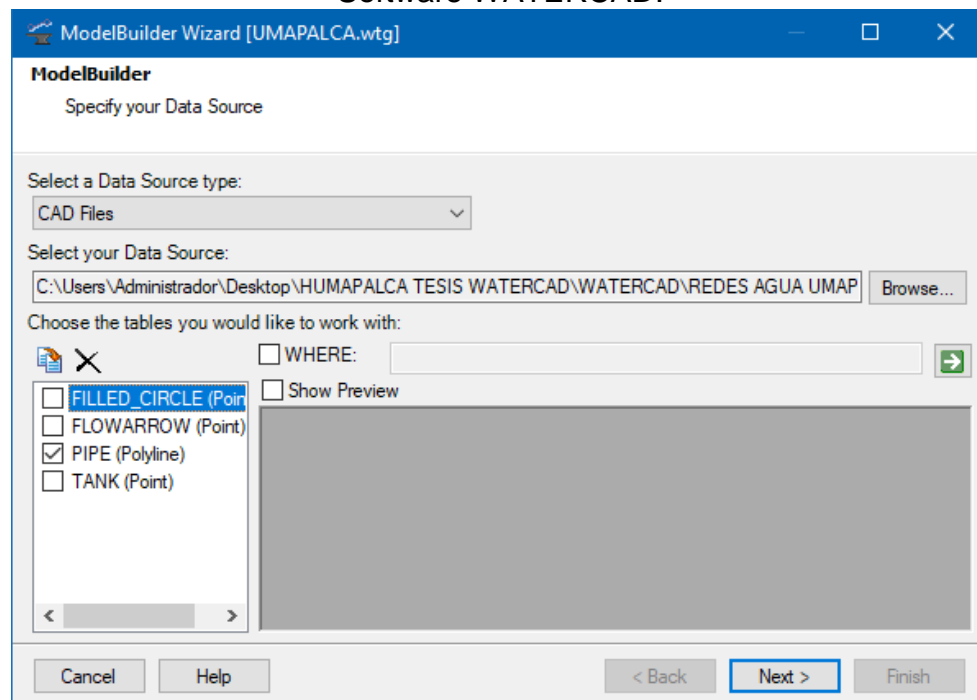 Software WATERCAD.
ModelBuilder Wizard [UMAPALCA.wtg]
ModelBuilder
Specify your Data Source
Select a Data Source type:
CAD Files
Select your Data Source:
C:\Users\Administrador\Desktop\HUMAPALCA TESIS WATERCAD\WATERCAD\REDES AGUA UMAP
Browse...
Choose the tables you would like to work with:
WHERE:
Show Preview
FILLED_CIRCLE (Poin
FLOWARROW (Point)
PIPE (Polyline)
TANK (Point)
Cancel Help < Back Next > Finish